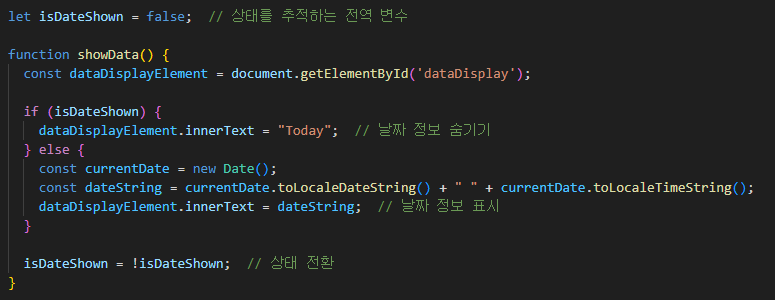 let isDateShown = false;  // 상태를 추적하는 전역 변수
function showData() {
const dataDisplayElement = document.getElementById('dataDisplay');
if (isDateShown) {
dataDisplayElement.innerText = "Today";  // 날짜 정보 숨기기
} else {
const currentDate = new Date();
const dateString = currentDate.toLocaleDateString() + " " + currentDate.toLocaleTimeString();
dataDisplayElement.innerText = dateString;  // 날짜 정보 표시
}
isDateShown = !isDateShown;  // 상태 전환
}